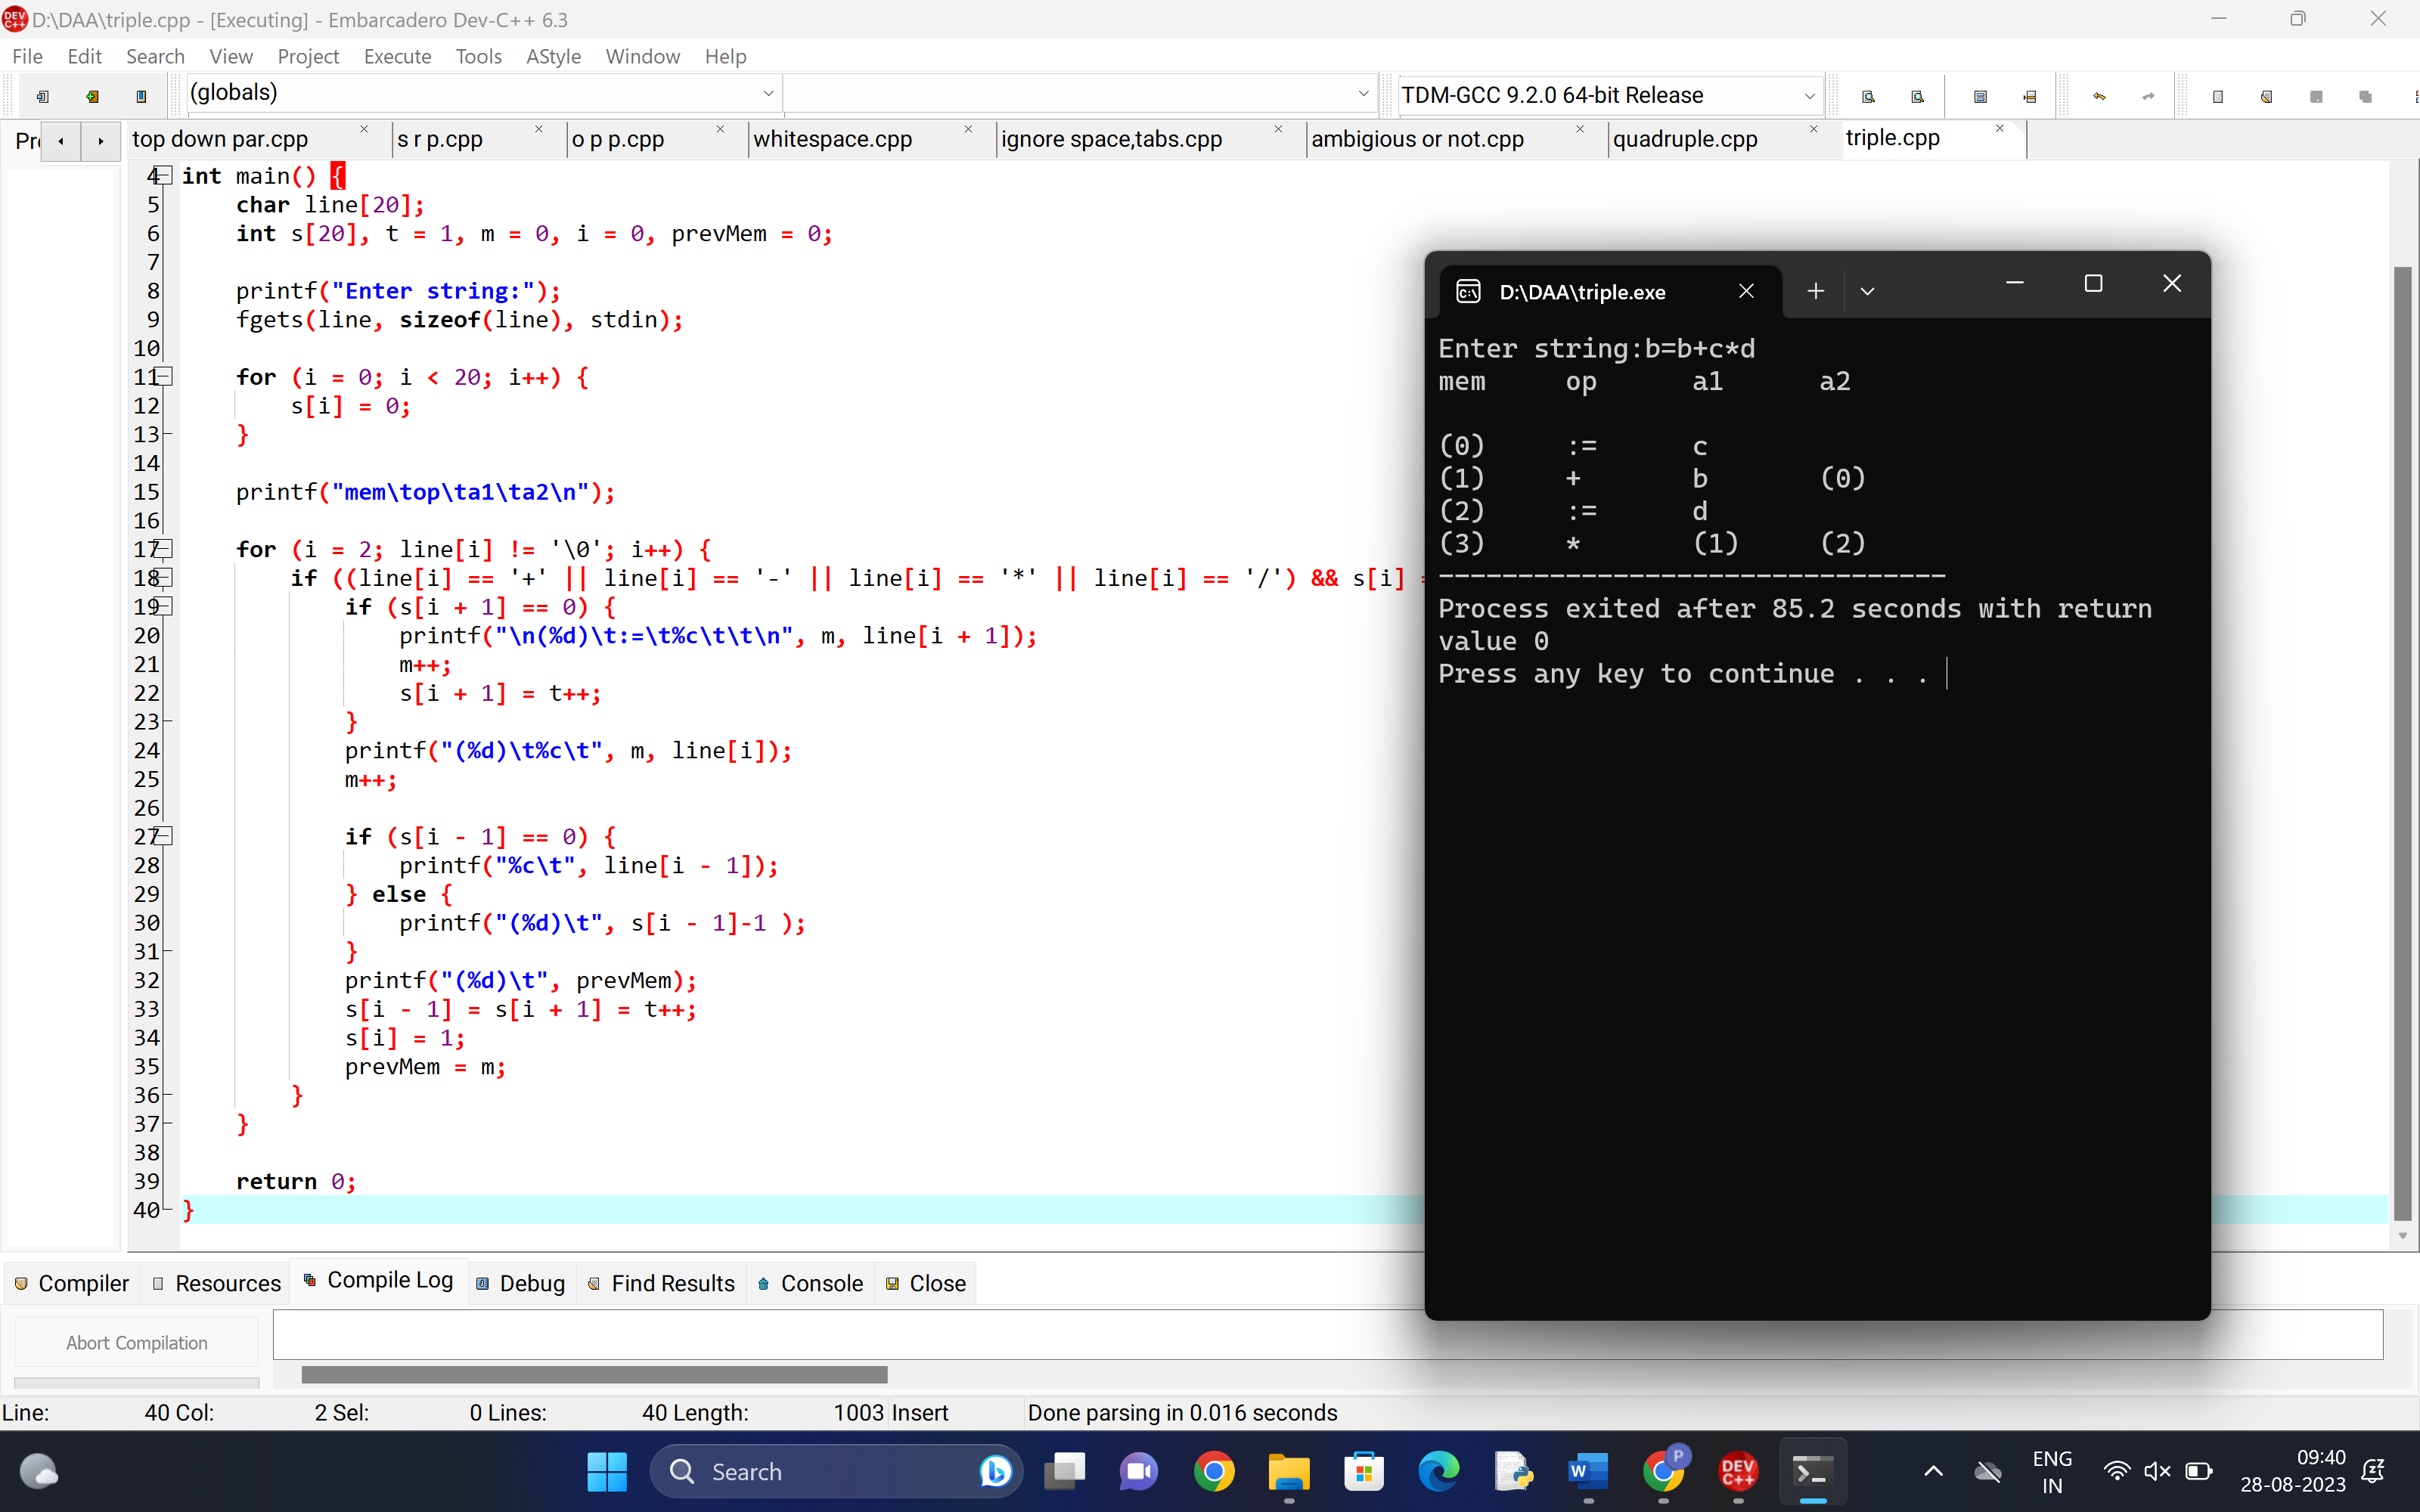 D:\DAA\triple.cpp - [Executing] - Embarcadero Dev-C++ 6.3
File Edit Search View Project Execute Tools AStyle Window Help
(globals)
TDM-GCC 9.2.0 64-bit Release
top down par.cpp s r p.cpp o p p.cpp whitespace.cpp ignore space,tabs.cpp ambigious or not.cpp quadruple.cpp triple.cpp
4 int main() {
5 char line[20];
6 int s[20], t = 1, m = 0, i = 0, prevMem = 0;
7
8 printf("Enter string:");
9 fgets(line, sizeof(line), stdin);
10
11 for (i = 0; i < 20; i++) {
12 s[i] = 0;
13 }
14
15 printf("mem\top\ta1\ta2\n");
16
17 for (i = 2; line[i] != '\0'; i++) {
18 if ((line[i] == '+' || line[i] == '-' || line[i] == '*' || line[i] == '/') && s[i]
19 if (s[i + 1] == 0) {
20 printf("\n(%d)\t:=\t%c\t\t\n", m, line[i + 1]);
21 m++;
22 s[i + 1] = t++;
23 }
24 printf("(%d)\t%c\t", m, line[i]);
25 m++;
26
27 if (s[i - 1] == 0) {
28 printf("%c\t", line[i - 1]);
29 } else {
30 printf("(%d)\t", s[i - 1]-1 );
31 }
32 printf("(%d)\t", prevMem);
33 s[i - 1] = s[i + 1] = t++;
34 s[i] = 1;
35 prevMem = m;
36 }
37 }
38
39 return 0;
40 }
D:\DAA\triple.exe
Enter string:b=b+c*d
mem op a1 a2
(0) := c
(1) + b (0)
(2) := d
(3) * (1) (2)
--------------------------------
Process exited after 85.2 seconds with return
value 0
Press any key to continue . . .
Compiler Resources Compile Log Debug Find Results Console Close
Abort Compilation
Line: 40 Col: 2 Sel: 0 Lines: 40 Length: 1003 Insert Done parsing in 0.016 seconds
Search
ENG
IN
09:40
28-08-2023